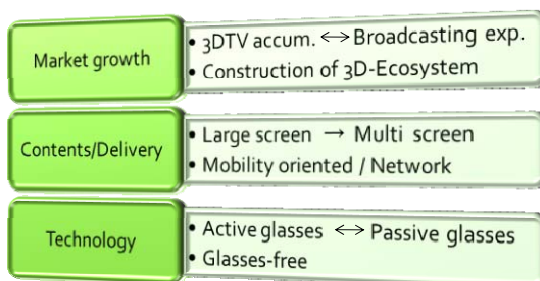 Market growth
• 3DTV accum. ↔ Broadcasting exp.
• Construction of 3D-Ecosystem
Contents/Delivery
• Large screen → Multi screen
• Mobility oriented / Network
Technology
• Active glasses ↔ Passive glasses
• Glasses-free